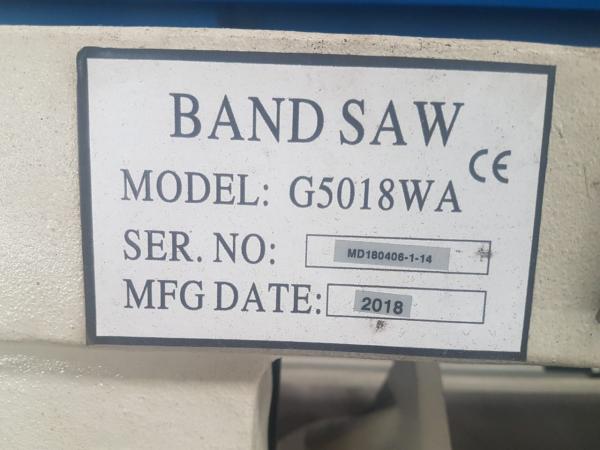 BAND SAW
CE
MODEL: G5018WA
SER. NO: MD180406-1-14
MFG DATE: 2018